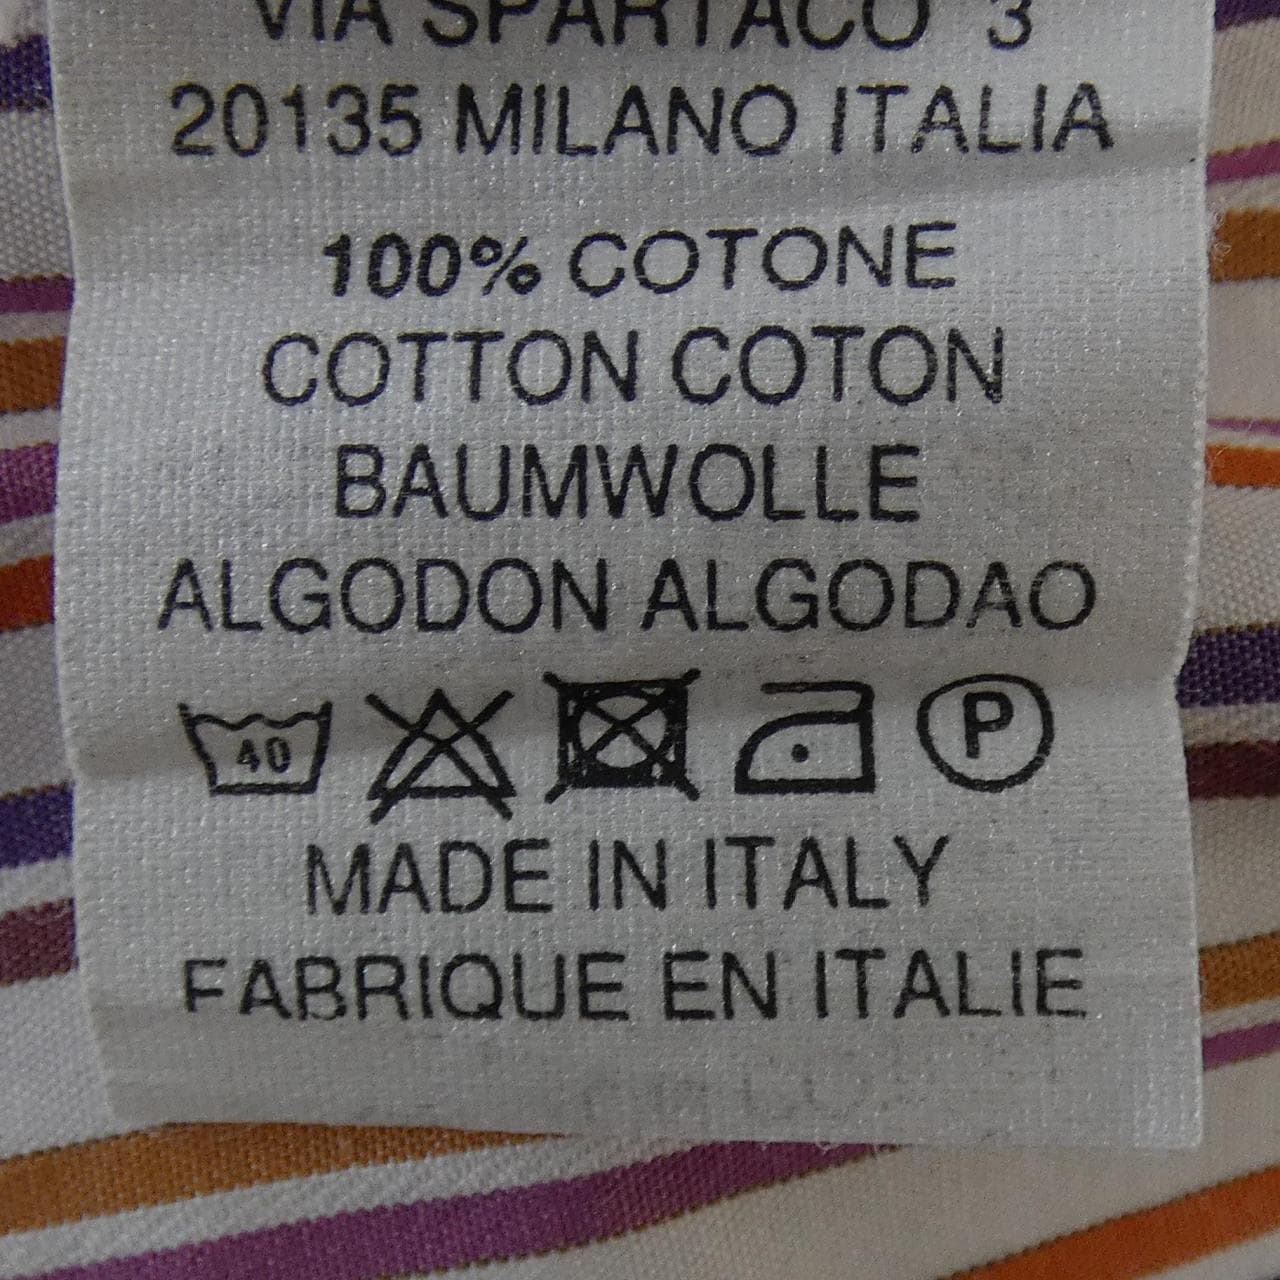 VIA SPARTACO 3
20135 MILANO ITALIA
100% COTONE
COTTON COTON
BAUMWOLLE
ALGODON ALGODAO
40 P
MADE IN ITALY
FABRIQUE EN ITALIE